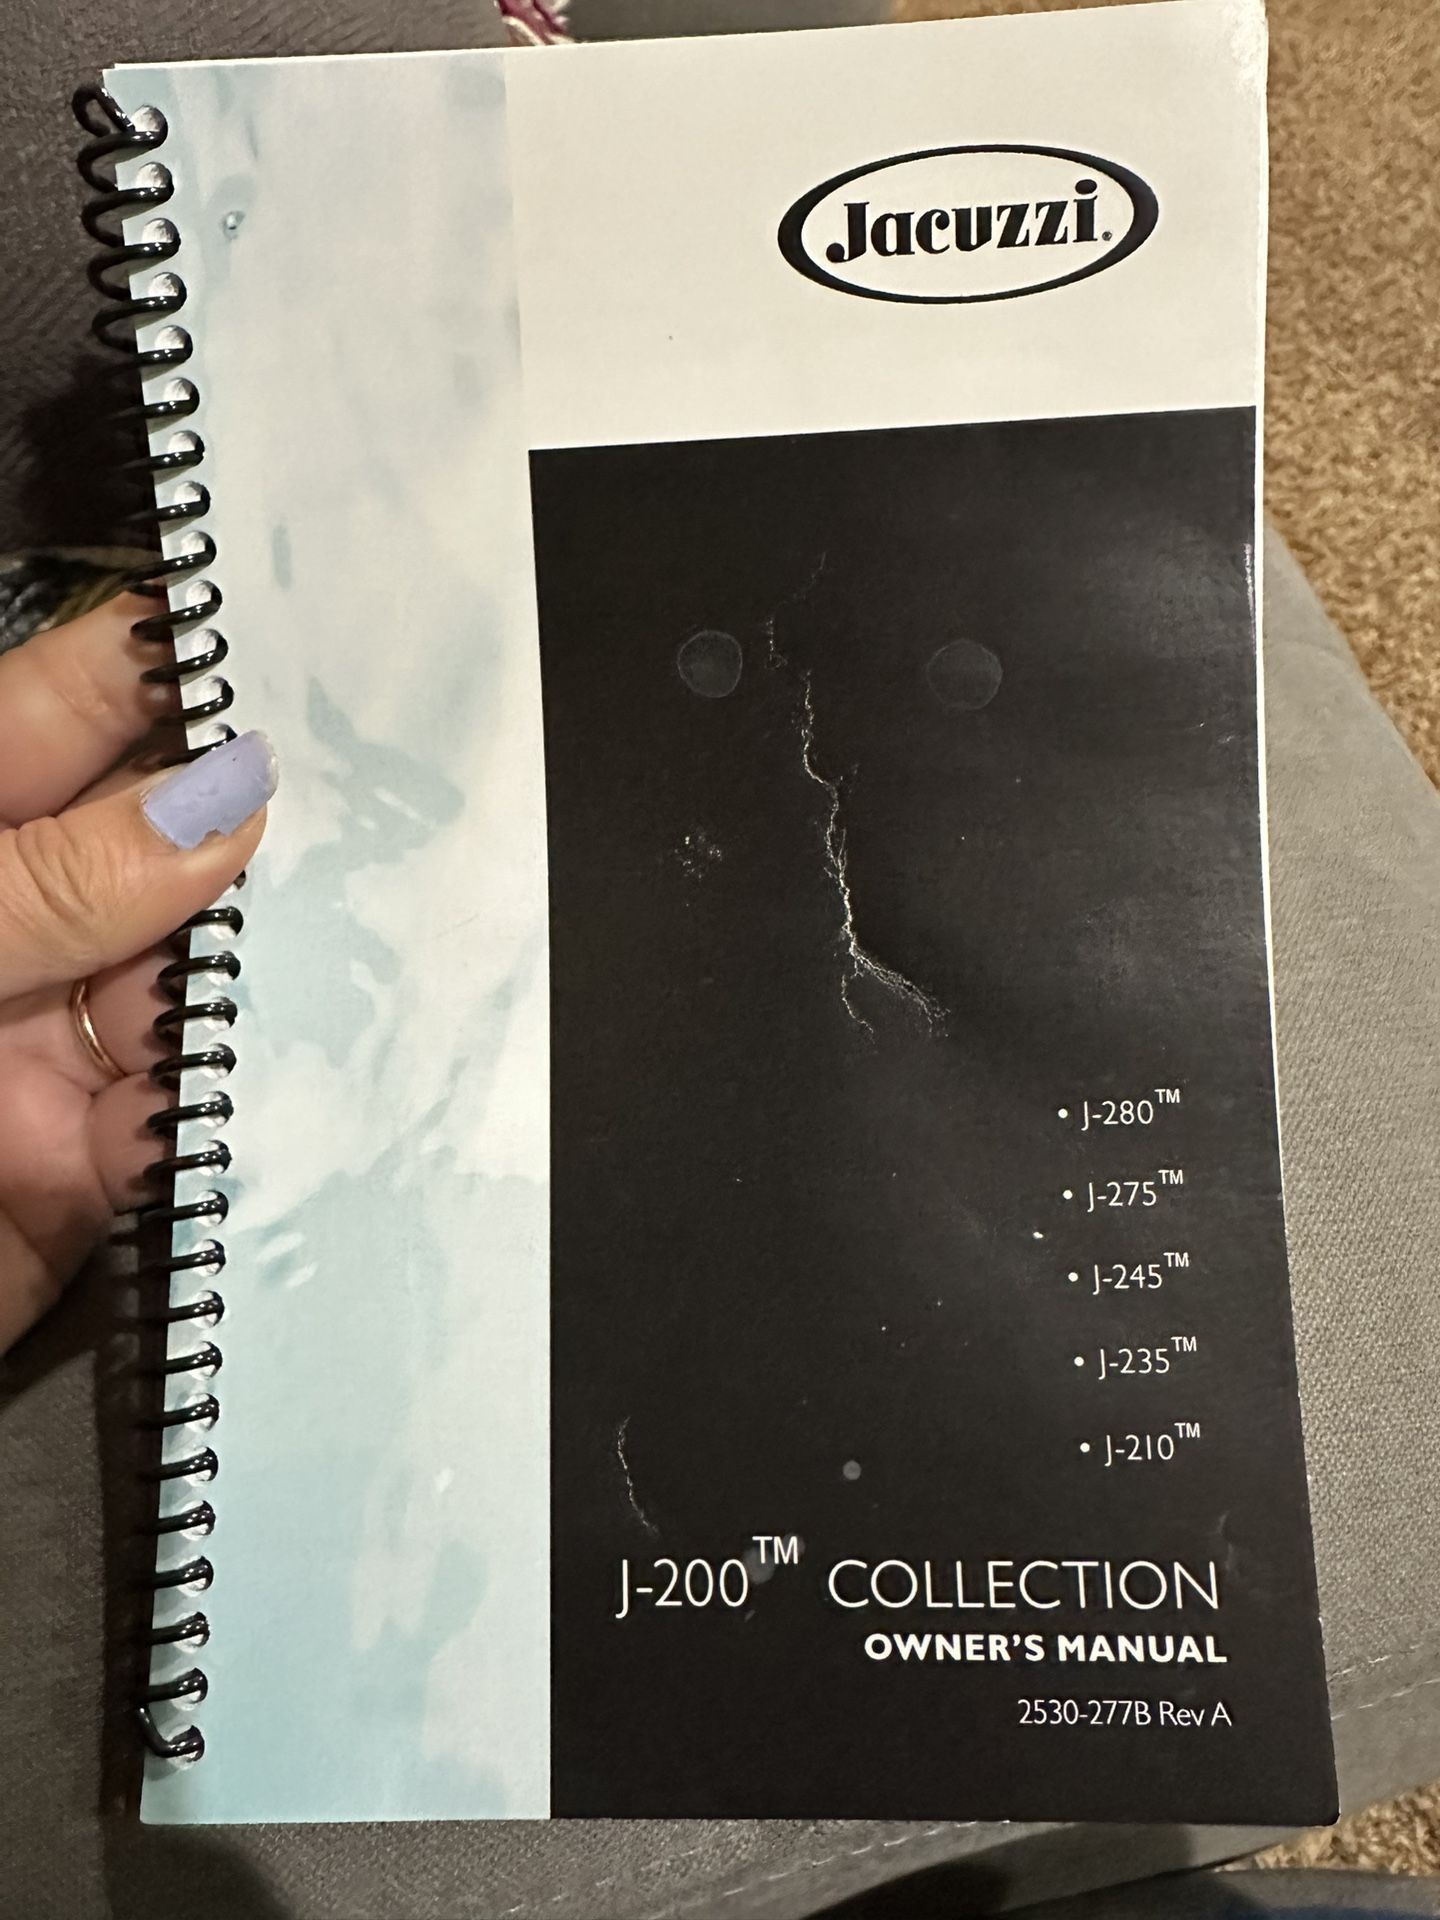 Jacuzzi®
• J-280™
• J-275™
• J-245™
• J-235™
• J-210™
J-200™ COLLECTION
OWNER'S MANUAL
2530-277B Rev A